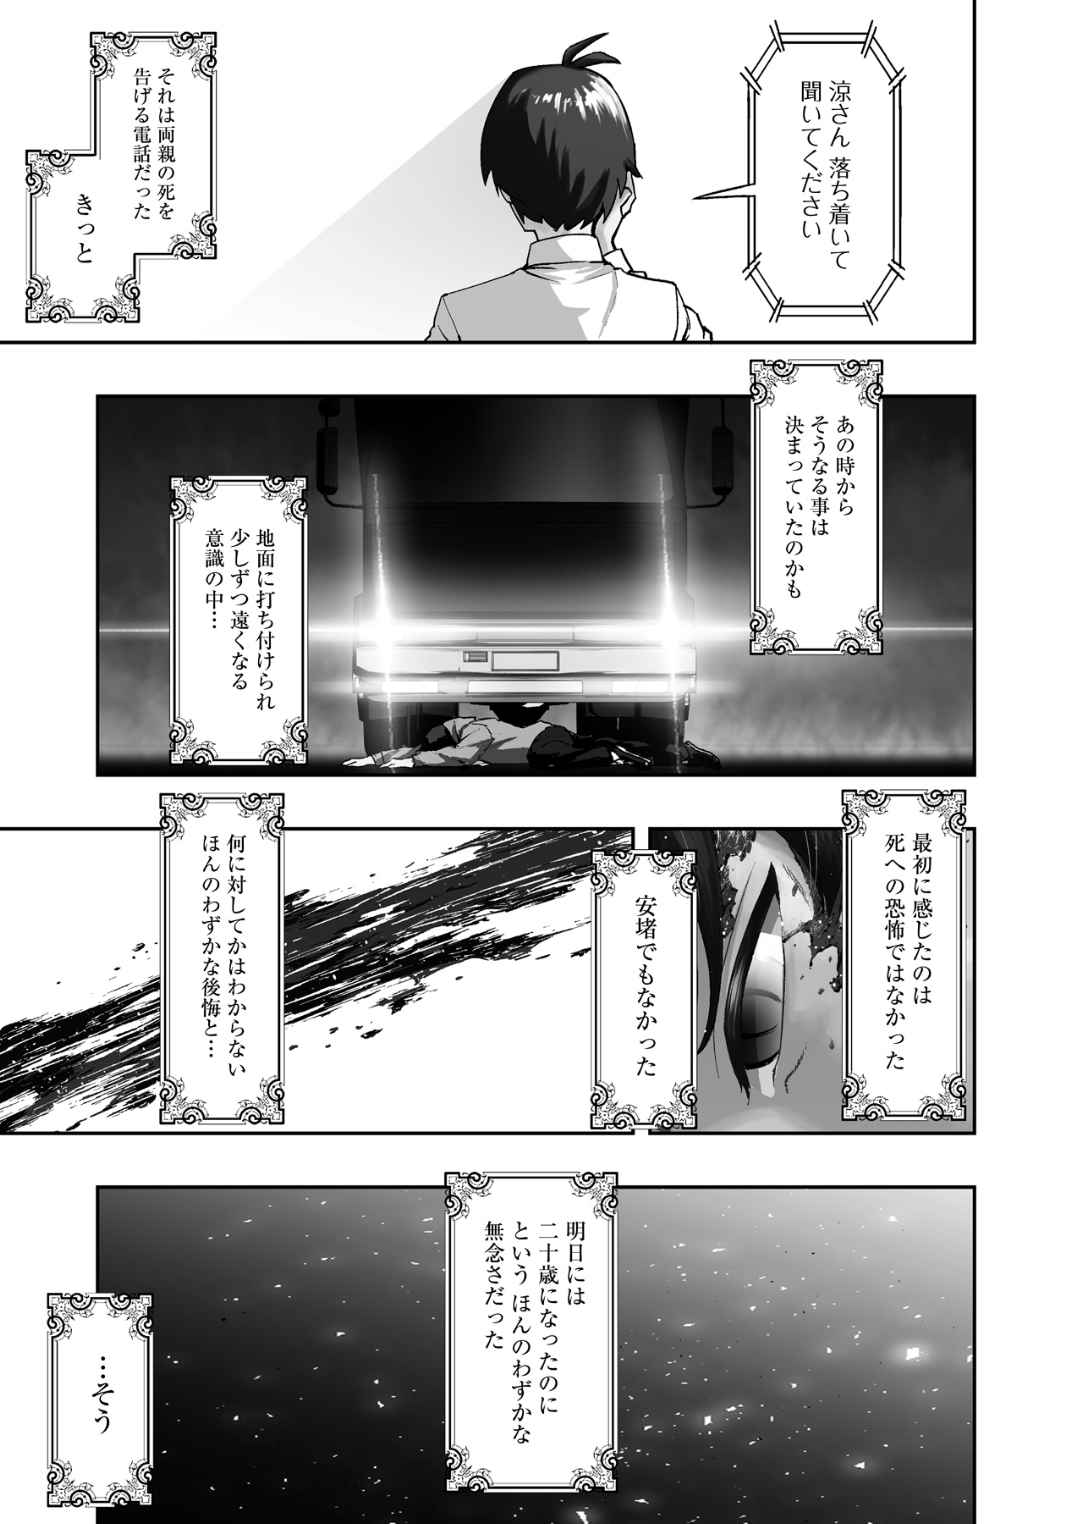 涼さん 落ち着いて
聞いてください
それは両親の死を
告げる電話だった
きっと
あの時から
そうなる事は
決まっていたのかも
地面に打ち付けられ
少しずつ遠くなる
意識の中…
最初に感じたのは
死への恐怖ではなかった
安堵でもなかった
何に対してかはわからない
ほんのわずかな後悔と…
明日には
二十歳になったのに
という ほんのわずかな
無念さだった
…そう